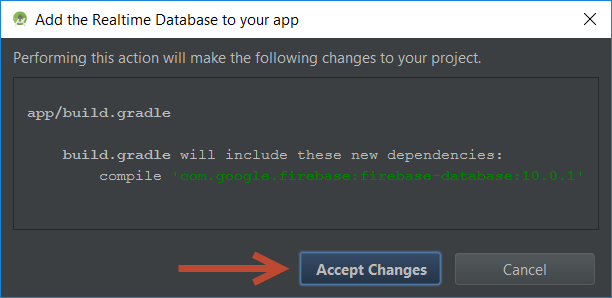 Add the Realtime Database to your app
Performing this action will make the following changes to your project.
app/build.gradle
build.gradle will include these new dependencies:
compile 'com.google.firebase:firebase-database:10.0.1'
Accept Changes
Cancel